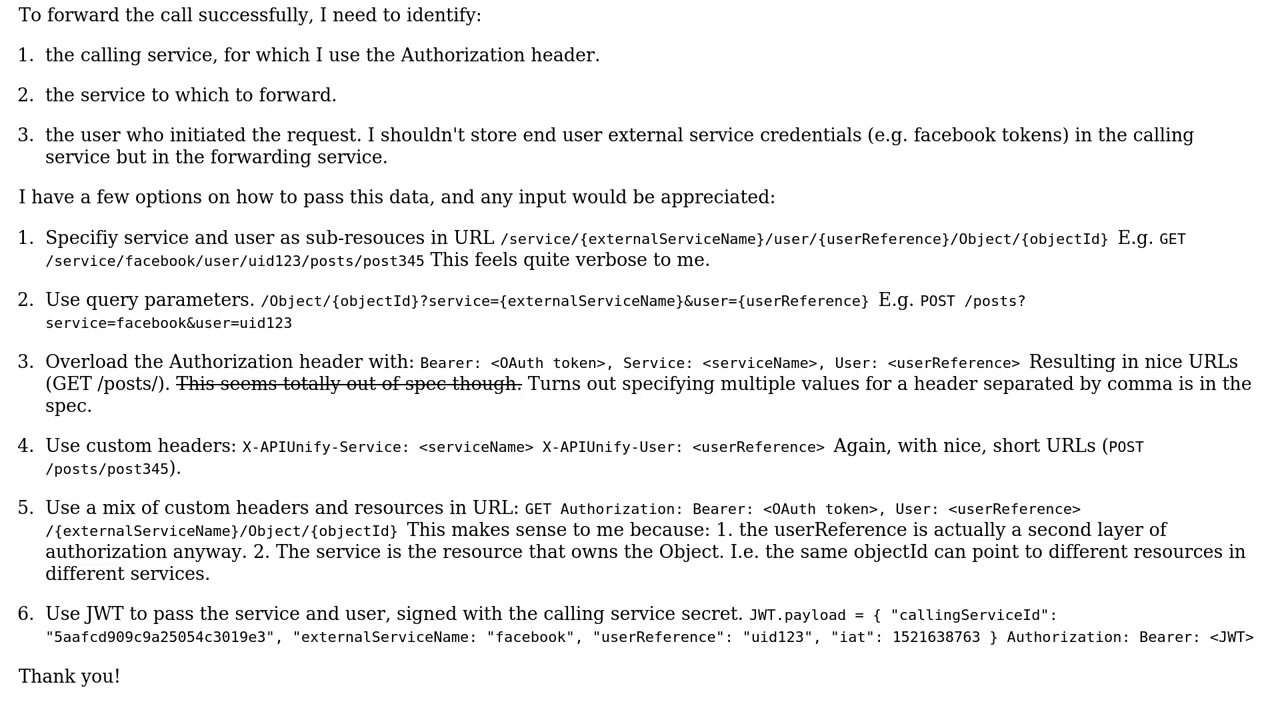 To forward the call successfully, I need to identify:
1. the calling service, for which I use the Authorization header.
2. the service to which to forward.
3. the user who initiated the request. I shouldn't store end user external service credentials (e.g. facebook tokens) in the calling
service but in the forwarding service.
I have a few options on how to pass this data, and any input would be appreciated:
1. Specifiy service and user as sub-resouces in URL /service/{externalServiceName}/user/{userReference}/Object/{objectId} E.g. GET
/service/facebook/user/uid123/posts/post345 This feels quite verbose to me.
2. Use query parameters. /Object/{objectId}?service={externalServiceName}&user={userReference} E.g. POST /posts?
service=facebook&user=uid123
3. Overload the Authorization header with: Bearer: <OAuth token>, Service: <serviceName>, User: <userReference> Resulting in nice URLs
(GET /posts/). This seems totally out of spec though. Turns out specifying multiple values for a header separated by comma is in the
spec.
4. Use custom headers: X-APIUnify-Service: <serviceName> X-APIUnify-User: <userReference> Again, with nice, short URLs (POST
/posts/post345).
5. Use a mix of custom headers and resources in URL: GET Authorization: Bearer: <OAuth token>, User: <userReference>
/{externalServiceName}/Object/{objectId} This makes sense to me because: 1. the userReference is actually a second layer of
authorization anyway. 2. The service is the resource that owns the Object. I.e. the same objectId can point to different resources in
different services.
6. Use JWT to pass the service and user, signed with the calling service secret. JWT.payload = { "callingServiceId":
"5aafcd909c9a25054c3019e3", "externalServiceName: "facebook", "userReference": "uid123", "iat": 1521638763 } Authorization: Bearer: <JWT>
Thank you!